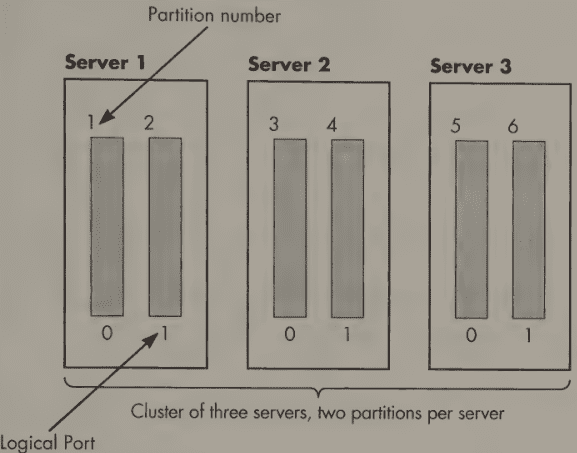 Partition number
Server 1
Server 2
Server 3
1 2
3 4
5 6
0 1
0 1
0 1
Cluster of three servers, two partitions per server
Logical Port